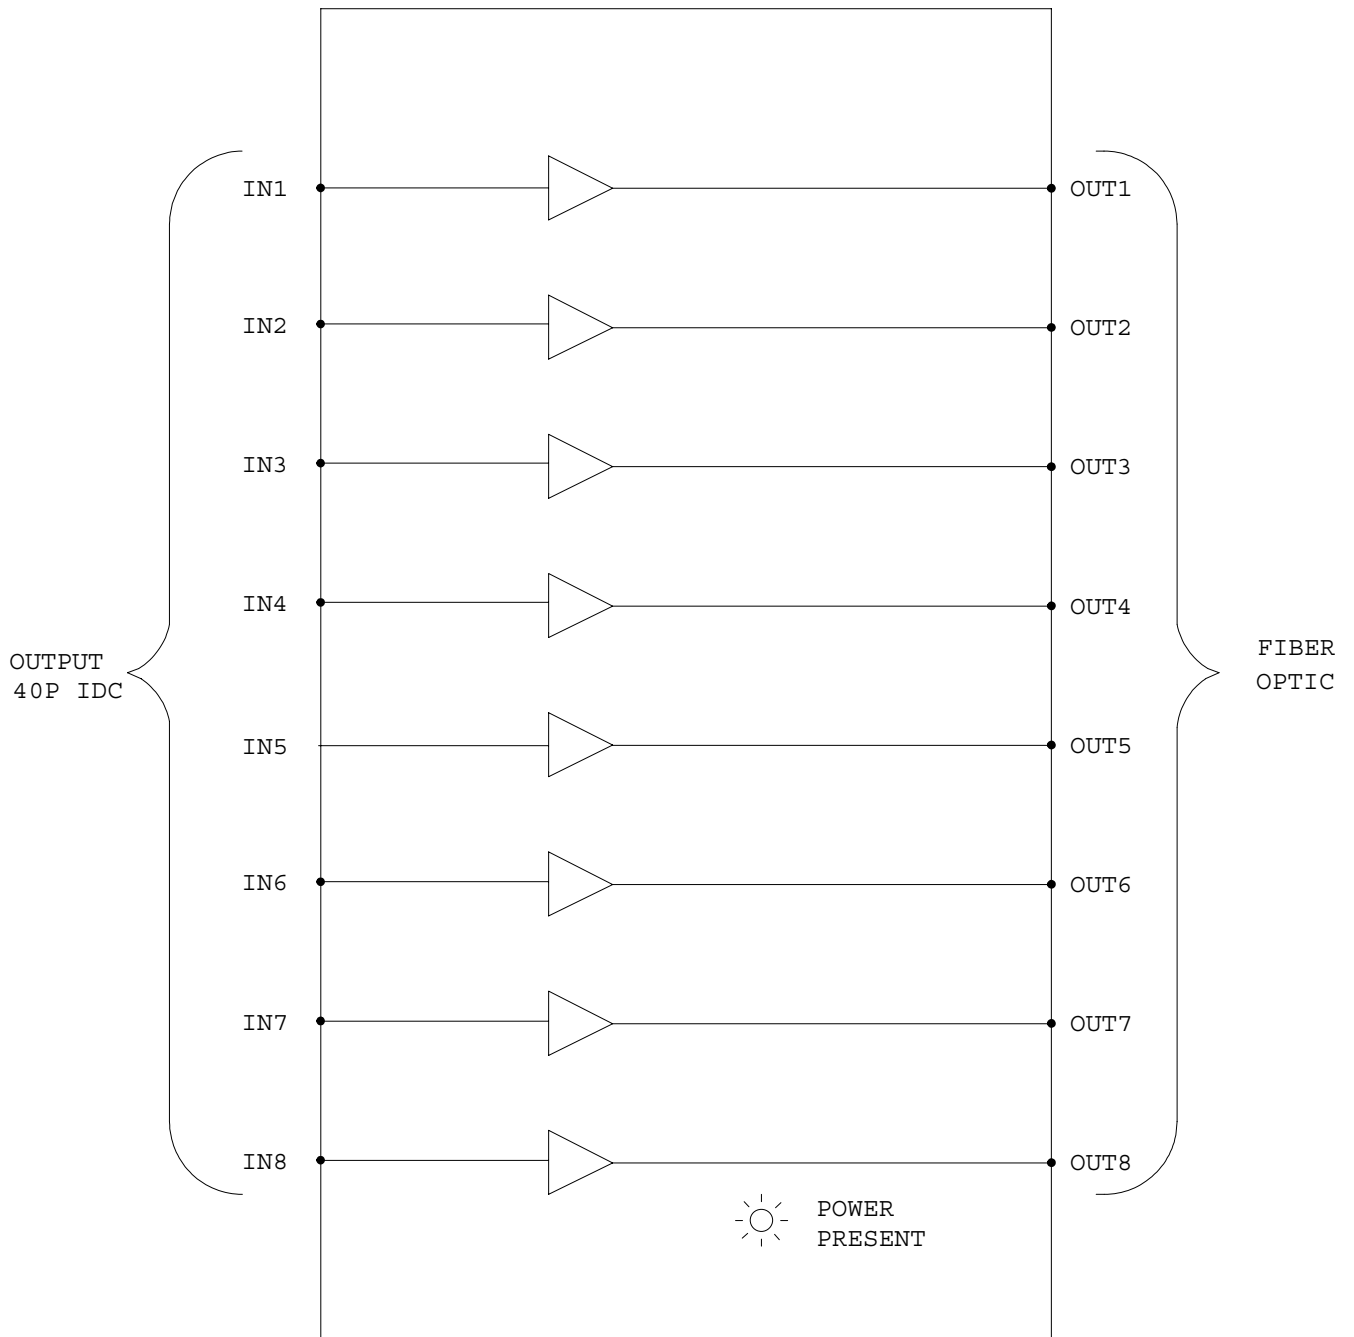 IN1
OUT1
IN2
OUT2
IN3
OUT3
IN4
OUT4
OUTPUT
40P IDC
FIBER
OPTIC
IN5
OUT5
IN6
OUT6
IN7
OUT7
IN8
OUT8
POWER
PRESENT